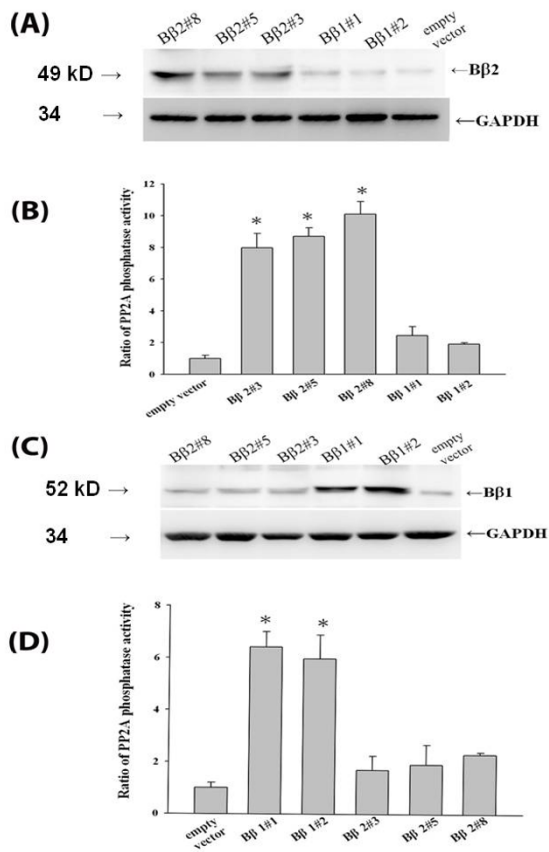 (A)
Bβ2#8 Bβ2#5 Bβ2#3 Bβ1#1 Bβ1#2 empty vector
49 kD → ←Bβ2
34 → ←GAPDH
(B)
Ratio of PP2A phosphatase activity
12
10
8
6
4
2
0
* * *
empty vector Bβ 2#3 Bβ 2#5 Bβ 2#8 Bβ 1#1 Bβ 1#2
(C)
Bβ2#8 Bβ2#5 Bβ2#3 Bβ1#1 Bβ1#2 empty vector
52 kD → ←Bβ1
34 → ←GAPDH
(D)
Ratio of PP2A phosphatase activity
8
6
4
2
0
* *
empty vector Bβ 1#1 Bβ 1#2 Bβ 2#3 Bβ 2#5 Bβ 2#8